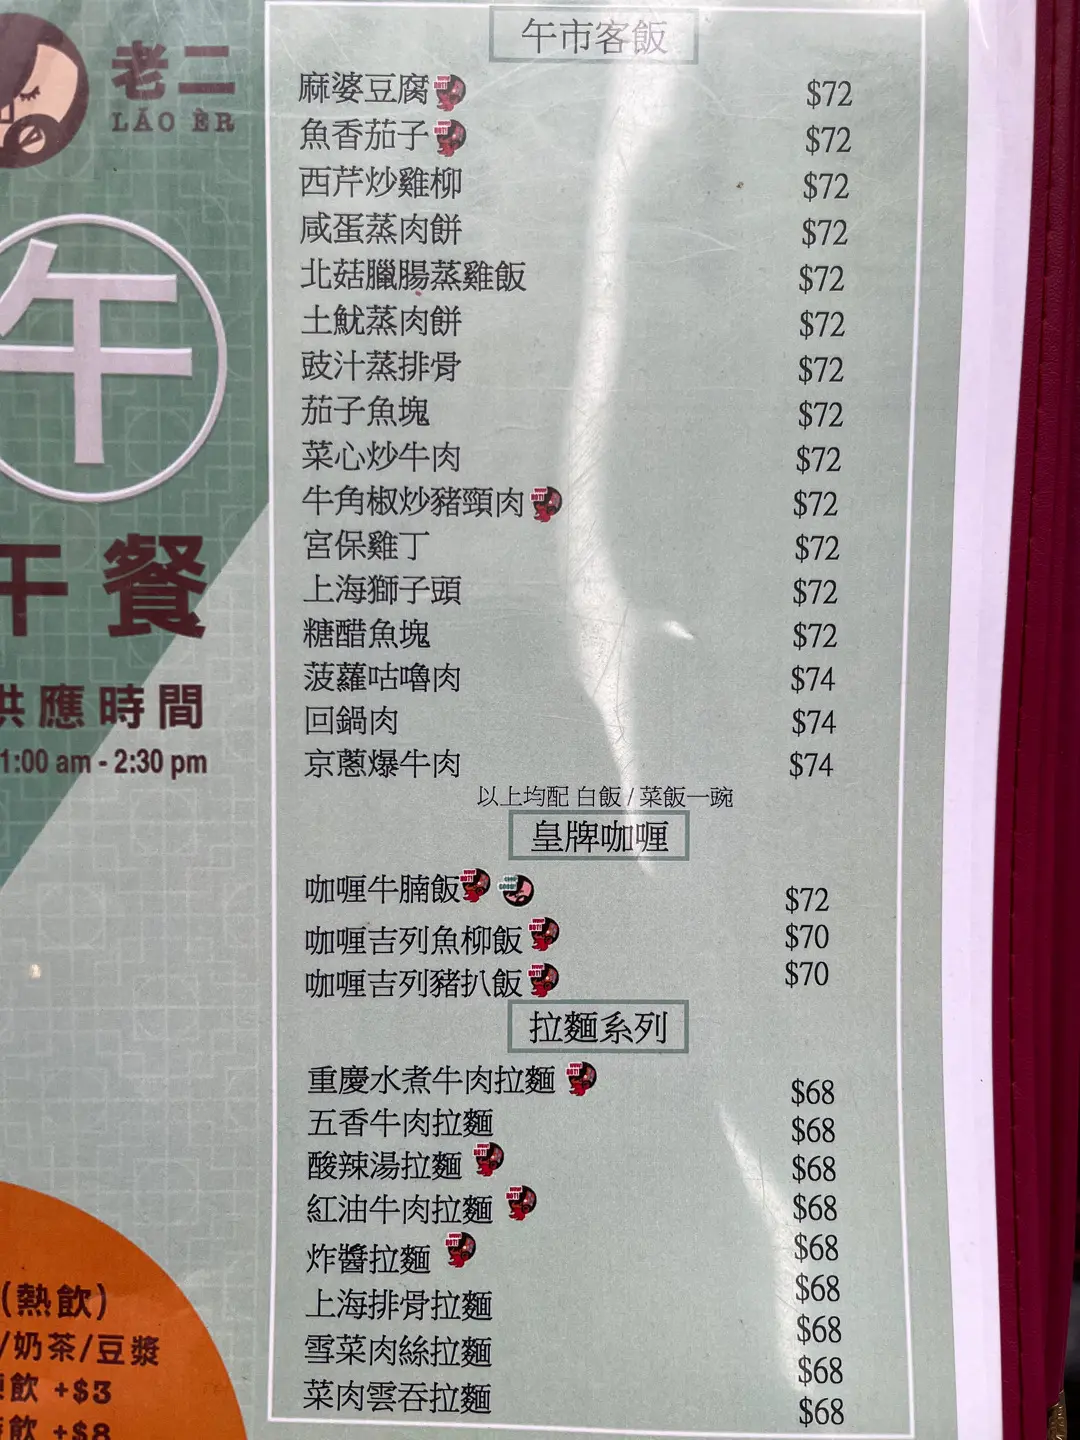 老二
LÁO ÈR
午
午餐
供應時間
1:00 am - 2:30 pm
(熱飲)
/奶茶/豆漿
飲 +$3
飲 +$8
午市客飯
麻婆豆腐 $72
魚香茄子 $72
西芹炒雞柳 $72
咸蛋蒸肉餅 $72
北菇臘腸蒸雞飯 $72
土魷蒸肉餅 $72
豉汁蒸排骨 $72
茄子魚塊 $72
菜心炒牛肉 $72
牛角椒炒豬頸肉 $72
宮保雞丁 $72
上海獅子頭 $72
糖醋魚塊 $72
菠蘿咕嚕肉 $74
回鍋肉 $74
京蔥爆牛肉 $74
以上均配 白飯 / 菜飯一豌
皇牌咖喱
咖喱牛腩飯 $72
咖喱吉列魚柳飯 $70
咖喱吉列豬扒飯 $70
拉麵系列
重慶水煮牛肉拉麵 $68
五香牛肉拉麵 $68
酸辣湯拉麵 $68
紅油牛肉拉麵 $68
炸醬拉麵 $68
$68
上海排骨拉麵 $68
雪菜肉絲拉麵 $68
菜肉雲吞拉麵 $68